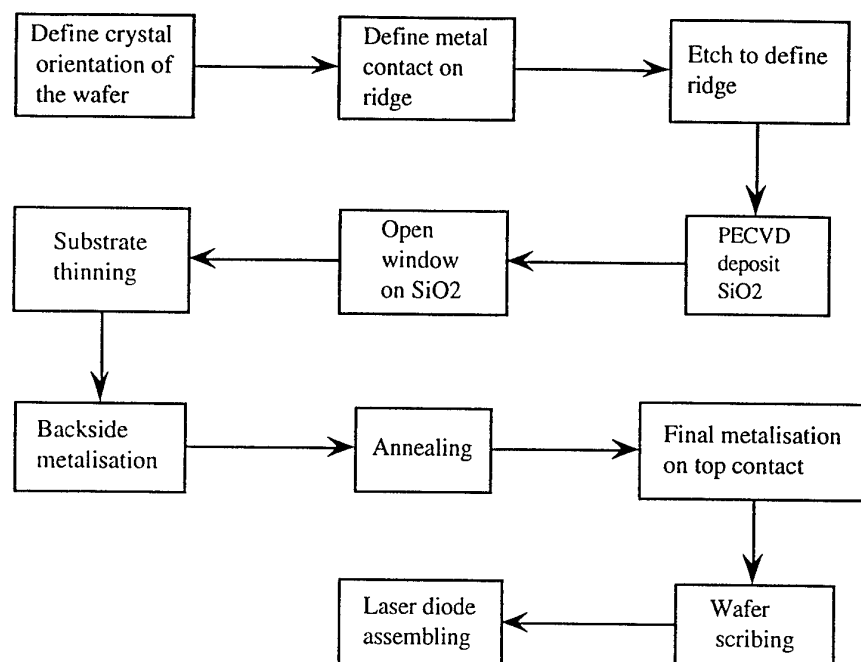 Define crystal
orientation of
the wafer
Define metal
contact on
ridge
Etch to define
ridge
PECVD
deposit
SiO2
Open
window
on SiO2
Substrate
thinning
Backside
metalisation
Annealing
Final metalisation
on top contact
Wafer
scribing
Laser diode
assembling